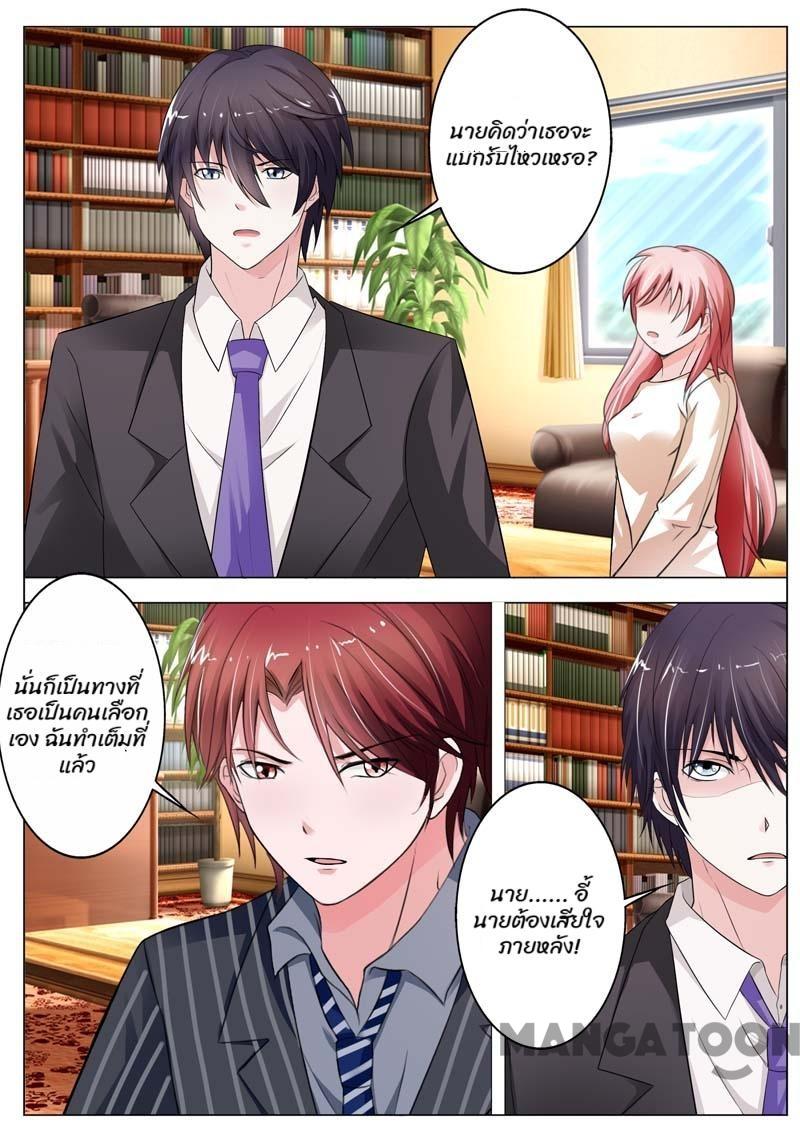 นายคิดว่าเธอจะ
แบกรับไหวเหรอ?
นั่นก็เป็นทางที่
เธอเป็นคนเลือก
เอง ฉันทำเต็มที่
แล้ว
นาย...... อี้
นายต้องเสียใจ
ภายหลัง!
MANGATOON